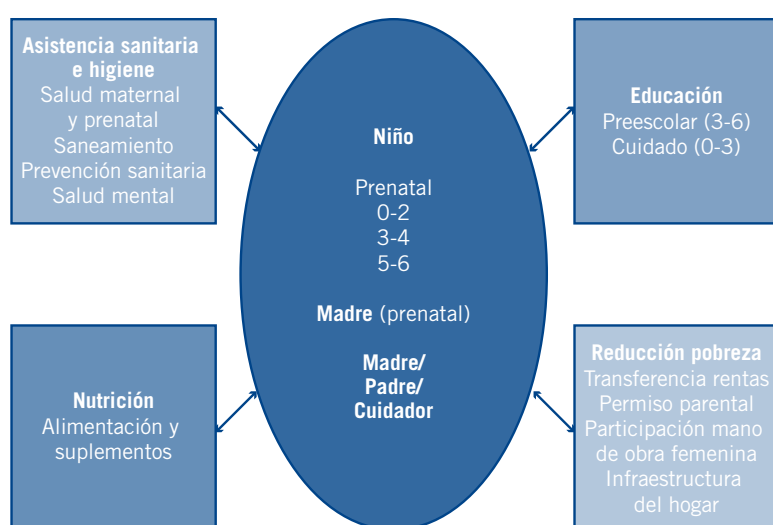 Asistencia sanitaria
e higiene
Salud maternal
y prenatal
Saneamiento
Prevención sanitaria
Salud mental
Niño
Prenatal
0-2
3-4
5-6
Madre (prenatal)
Madre/
Padre/
Cuidador
Educación
Preescolar (3-6)
Cuidado (0-3)
Nutrición
Alimentación y
suplementos
Reducción pobreza
Transferencia rentas
Permiso parental
Participación mano
de obra femenina
Infraestructura
del hogar